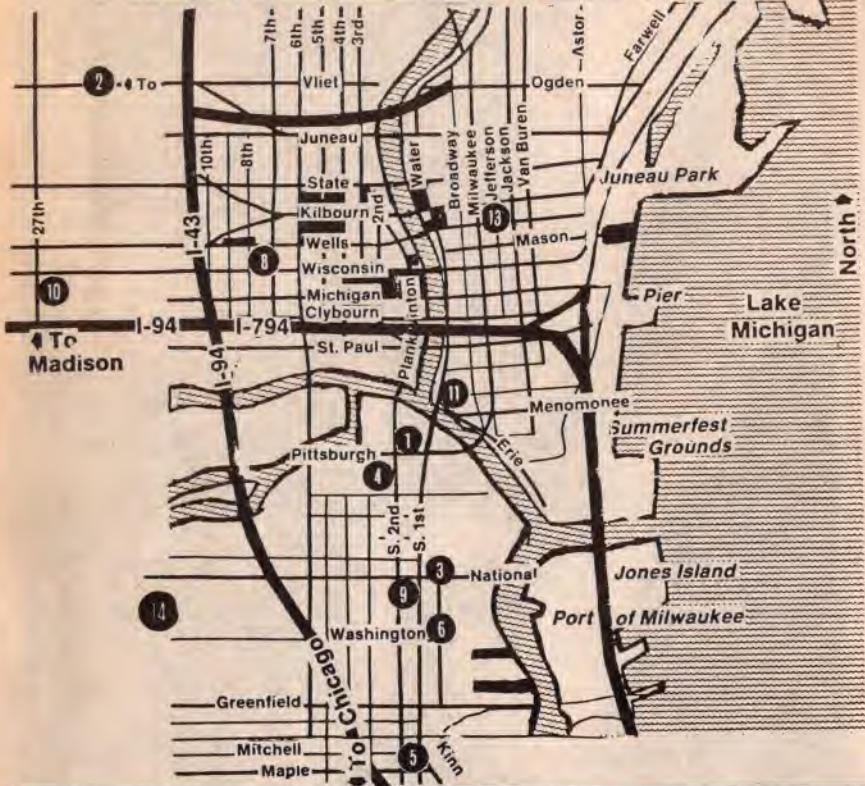 7th
6th
5th
4th
3rd
Astor
Farwell
2
To
Vliet
Ogden
Juneau
Water
Broadway
Milwaukee
Jefferson
Jackson
Van Buren
10th
8th
State
Juneau Park
27th
I-43
Kilbourn
2nd
13
Wells
Mason
North
8
Wisconsin
10
Michigan
Pier
Lake
Michigan
Clybourn
I-94
I-794
To
Madison
I-94
St. Paul
Plankinton
11
Menomonee
Summerfest
Grounds
1
Erie
Pittsburgh
4
S. 2nd
S. 1st
3
National
Jones Island
9
14
Port of Milwaukee
Washington
6
To Chicago
Greenfield
Mitchell
5
Kinn
Maple